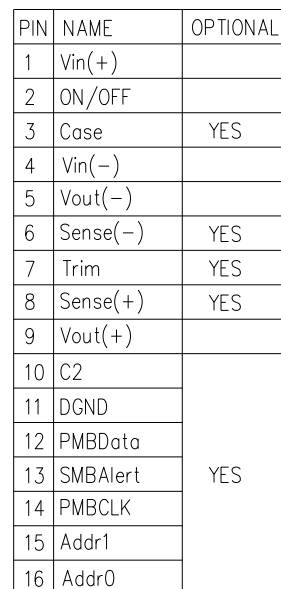 PIN NAME OPTIONAL
1 Vin(+)
2 ON/OFF
3 Case YES
4 Vin(−)
5 Vout(−)
6 Sense(−) YES
7 Trim YES
8 Sense(+) YES
9 Vout(+)
10 C2
11 DGND
12 PMBData
13 SMBAlert YES
14 PMBCLK
15 Addr1
16 Addr0